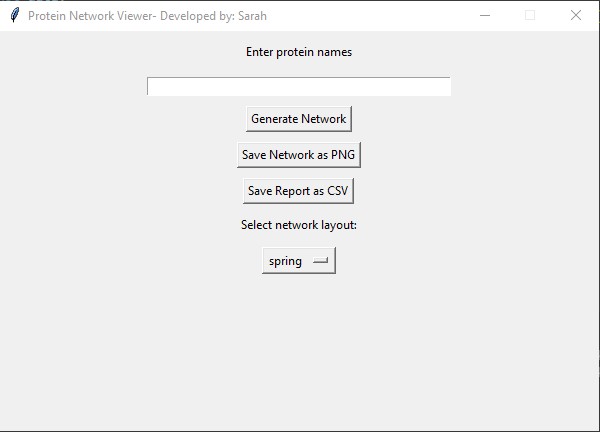 Protein Network Viewer- Developed by: Sarah
Enter protein names
Generate Network
Save Network as PNG
Save Report as CSV
Select network layout:
spring